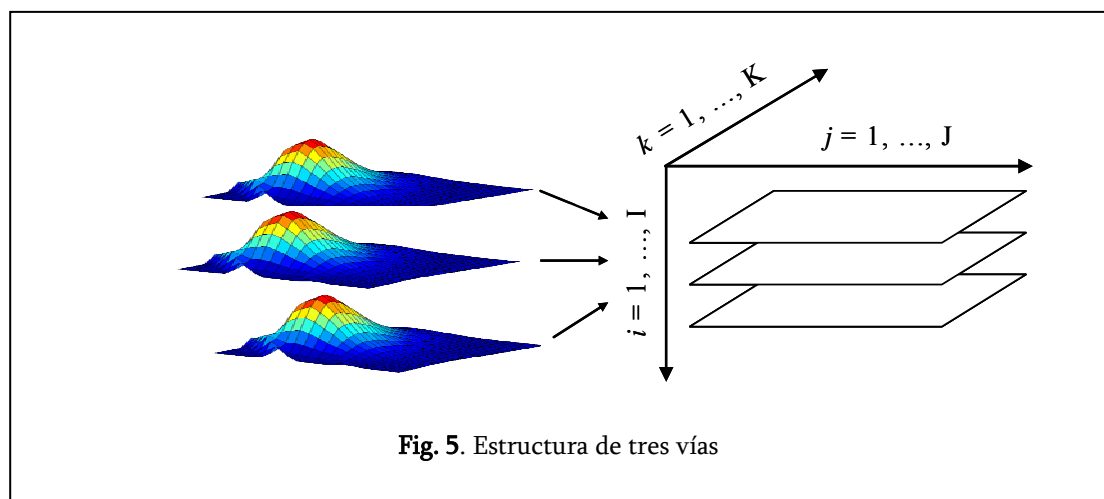 k = 1, ..., K
j = 1, ..., J
i = 1, ..., I
Fig. 5. Estructura de tres vías